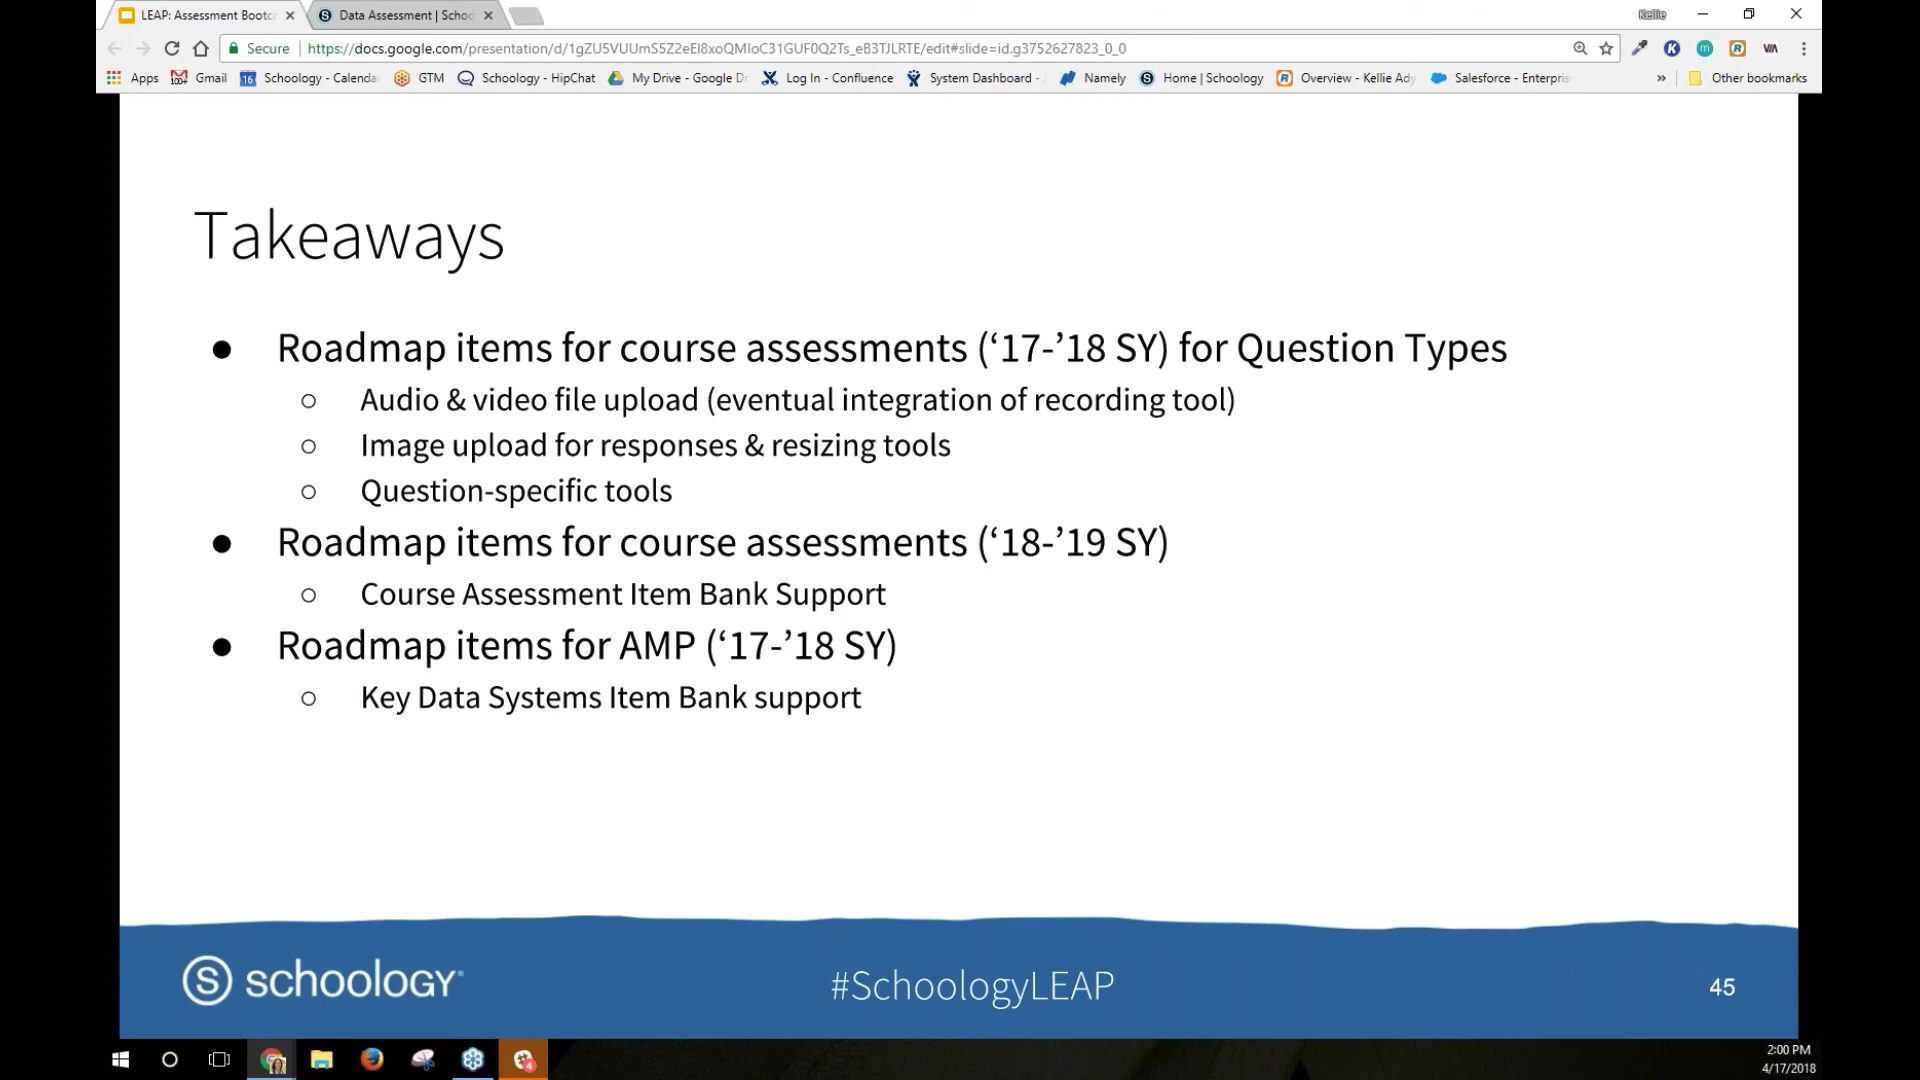 LEAP: Assessment Bootca
Data Assessment | Schoo
Kellie
Secure
https://docs.google.com/presentation/d/1gZU5VUUmS5Z2eEI8xoQMIoC31GUF0Q2Ts_eB3TJLRTE/edit#slide=id.g3752627823_0_0
Apps Gmail Schoology - Calenda GTM Schoology - HipChat My Drive - Google Dr Log In - Confluence System Dashboard - Namely Home | Schoology Overview - Kellie Ady Salesforce - Enterpris » Other bookmarks
Takeaways
● Roadmap items for course assessments (‘17-’18 SY) for Question Types
○ Audio & video file upload (eventual integration of recording tool)
○ Image upload for responses & resizing tools
○ Question-specific tools
● Roadmap items for course assessments (‘18-’19 SY)
○ Course Assessment Item Bank Support
● Roadmap items for AMP (‘17-’18 SY)
○ Key Data Systems Item Bank support
S schoology
#SchoologyLEAP
45
2:00 PM
4/17/2018